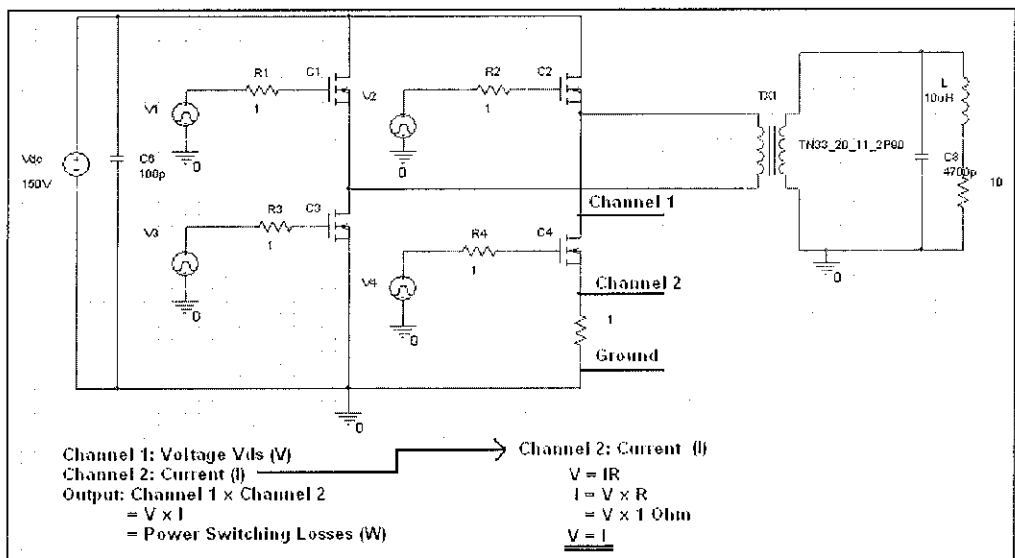 R1
C1
R2
C2
1
1
V1
V2
0
0
TX1
L
10uH
TN33_20_11_2P90
Vdc
150V
C6
100p
C8
4700p
10
Channel 1
R3
C3
R4
C4
1
1
V3
V4
0
0
0
Channel 2
1
Ground
0
Channel 1: Voltage Vds (V)
Channel 2: Current (I)
Output: Channel 1 x Channel 2
= V x I
= Power Switching Losses (W)
Channel 2: Current (I)
V = IR
I = V x R
= V x 1 Ohm
V = I